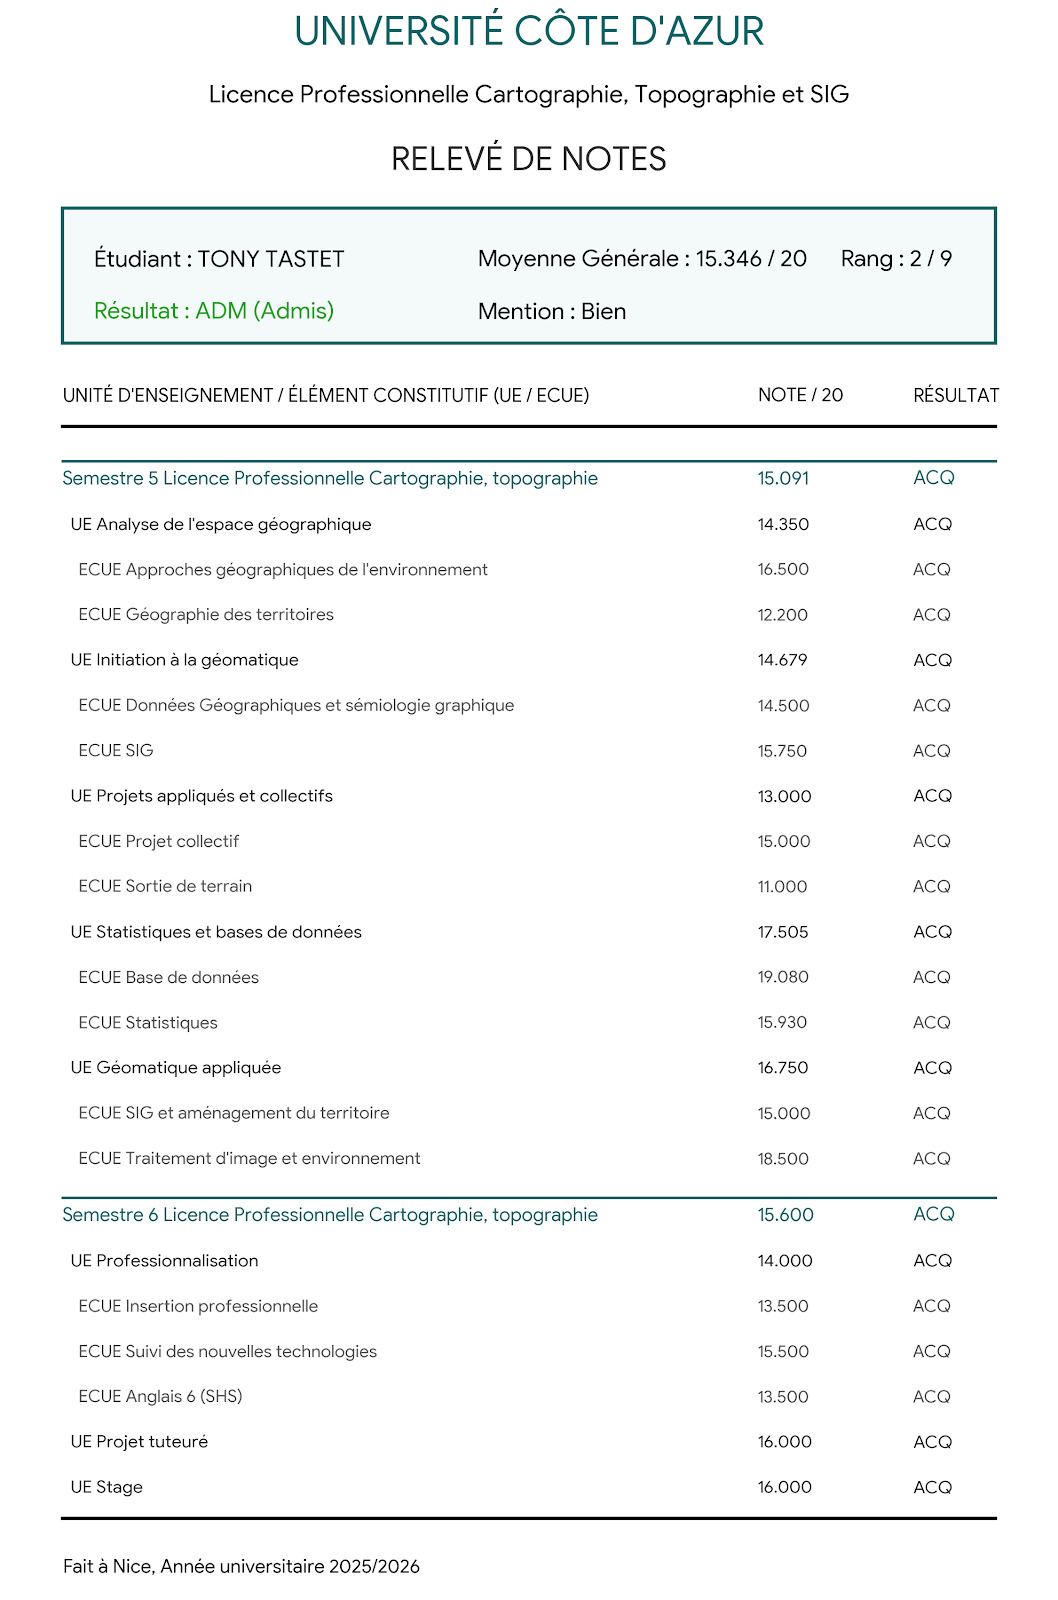 UNIVERSITÉ CÔTE D'AZUR
Licence Professionnelle Cartographie, Topographie et SIG
RELEVÉ DE NOTES
Étudiant : TONY TASTET Moyenne Générale : 15.346 / 20 Rang : 2 / 9
Résultat : ADM (Admis) Mention : Bien
UNITÉ D'ENSEIGNEMENT / ÉLÉMENT CONSTITUTIF (UE / ECUE) NOTE / 20 RÉSULTAT
Semestre 5 Licence Professionnelle Cartographie, topographie 15.091 ACQ
UE Analyse de l'espace géographique 14.350 ACQ
ECUE Approches géographiques de l'environnement 16.500 ACQ
ECUE Géographie des territoires 12.200 ACQ
UE Initiation à la géomatique 14.679 ACQ
ECUE Données Géographiques et sémiologie graphique 14.500 ACQ
ECUE SIG 15.750 ACQ
UE Projets appliqués et collectifs 13.000 ACQ
ECUE Projet collectif 15.000 ACQ
ECUE Sortie de terrain 11.000 ACQ
UE Statistiques et bases de données 17.505 ACQ
ECUE Base de données 19.080 ACQ
ECUE Statistiques 15.930 ACQ
UE Géomatique appliquée 16.750 ACQ
ECUE SIG et aménagement du territoire 15.000 ACQ
ECUE Traitement d'image et environnement 18.500 ACQ
Semestre 6 Licence Professionnelle Cartographie, topographie 15.600 ACQ
UE Professionnalisation 14.000 ACQ
ECUE Insertion professionnelle 13.500 ACQ
ECUE Suivi des nouvelles technologies 15.500 ACQ
ECUE Anglais 6 (SHS) 13.500 ACQ
UE Projet tuteuré 16.000 ACQ
UE Stage 16.000 ACQ
Fait à Nice, Année universitaire 2025/2026